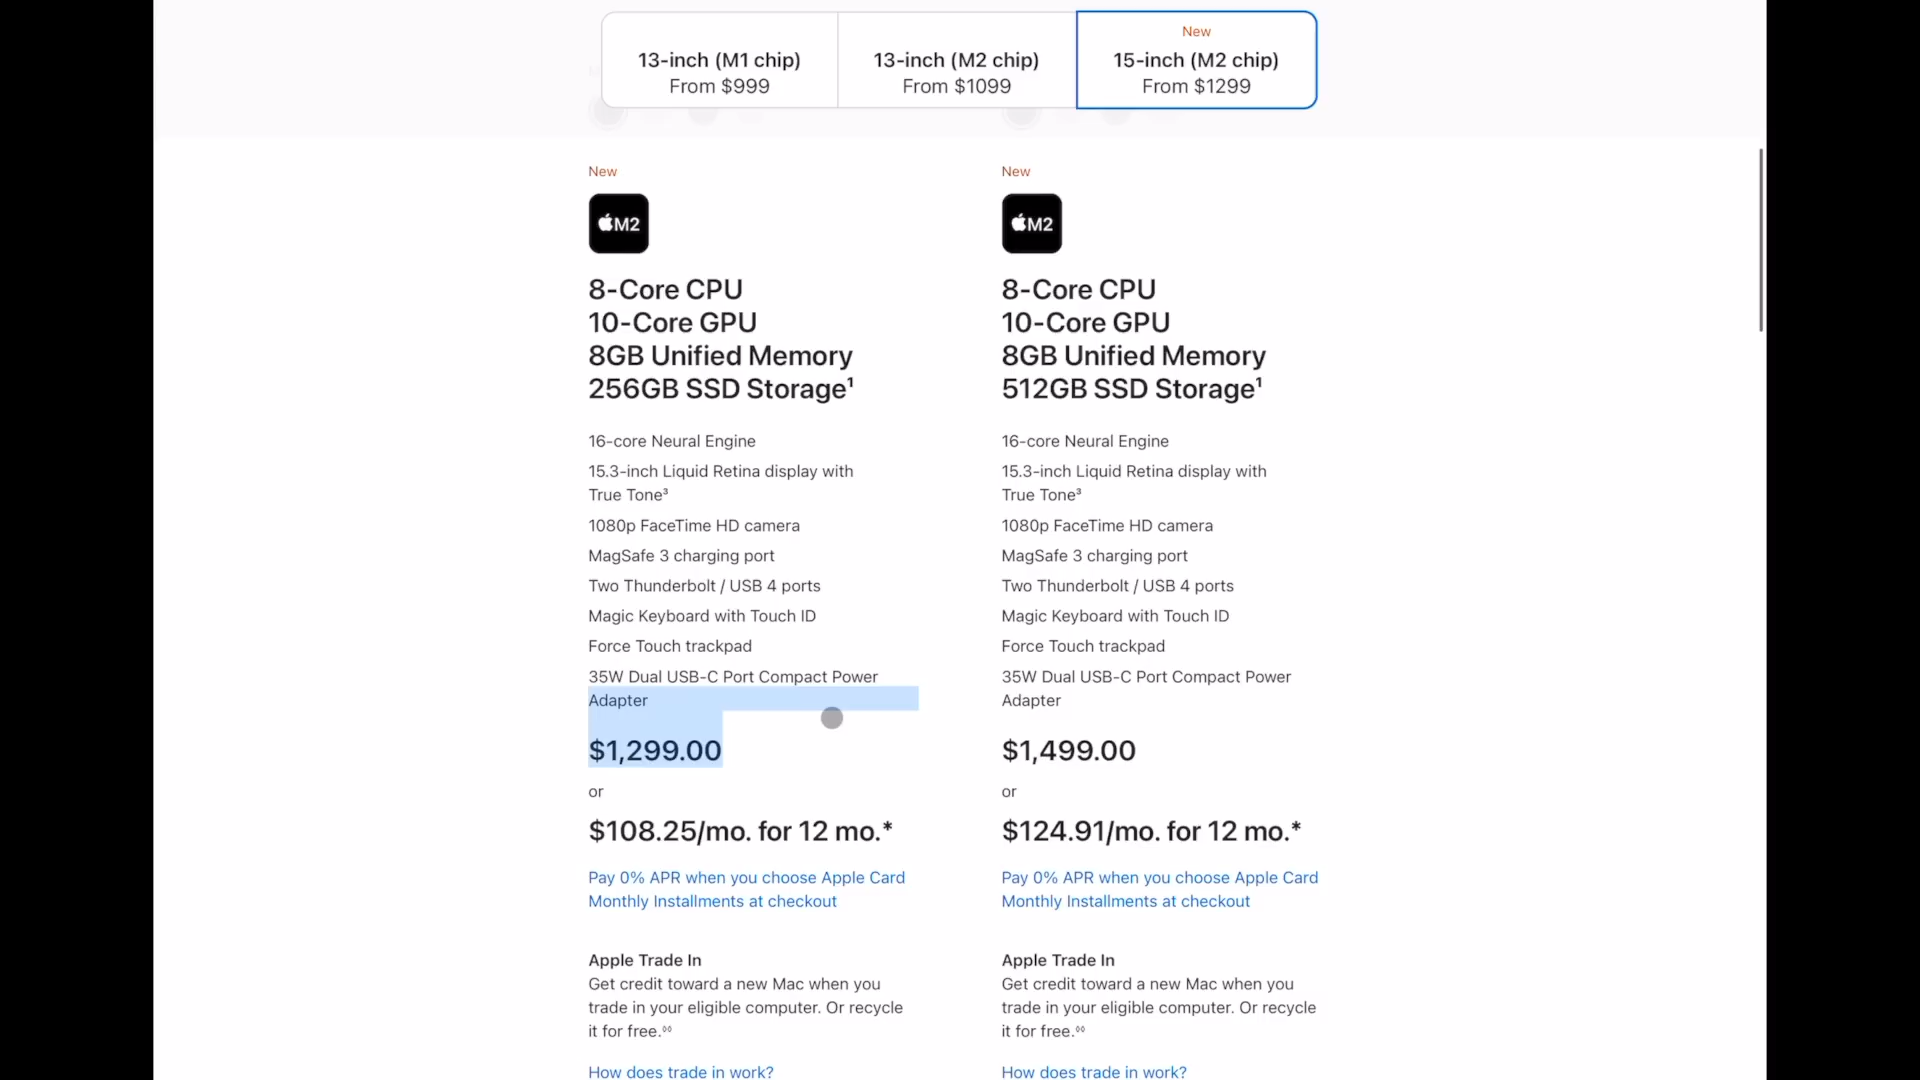 13-inch (M1 chip)
From $999
13-inch (M2 chip)
From $1099
New
15-inch (M2 chip)
From $1299
New
M2
8-Core CPU
10-Core GPU
8GB Unified Memory
256GB SSD Storage¹
16-core Neural Engine
15.3-inch Liquid Retina display with
True Tone³
1080p FaceTime HD camera
MagSafe 3 charging port
Two Thunderbolt / USB 4 ports
Magic Keyboard with Touch ID
Force Touch trackpad
35W Dual USB-C Port Compact Power
Adapter
$1,299.00
or
$108.25/mo. for 12 mo.*
Pay 0% APR when you choose Apple Card
Monthly Installments at checkout
Apple Trade In
Get credit toward a new Mac when you
trade in your eligible computer. Or recycle
it for free.◊◊
How does trade in work?
New
M2
8-Core CPU
10-Core GPU
8GB Unified Memory
512GB SSD Storage¹
16-core Neural Engine
15.3-inch Liquid Retina display with
True Tone³
1080p FaceTime HD camera
MagSafe 3 charging port
Two Thunderbolt / USB 4 ports
Magic Keyboard with Touch ID
Force Touch trackpad
35W Dual USB-C Port Compact Power
Adapter
$1,499.00
or
$124.91/mo. for 12 mo.*
Pay 0% APR when you choose Apple Card
Monthly Installments at checkout
Apple Trade In
Get credit toward a new Mac when you
trade in your eligible computer. Or recycle
it for free.◊◊
How does trade in work?